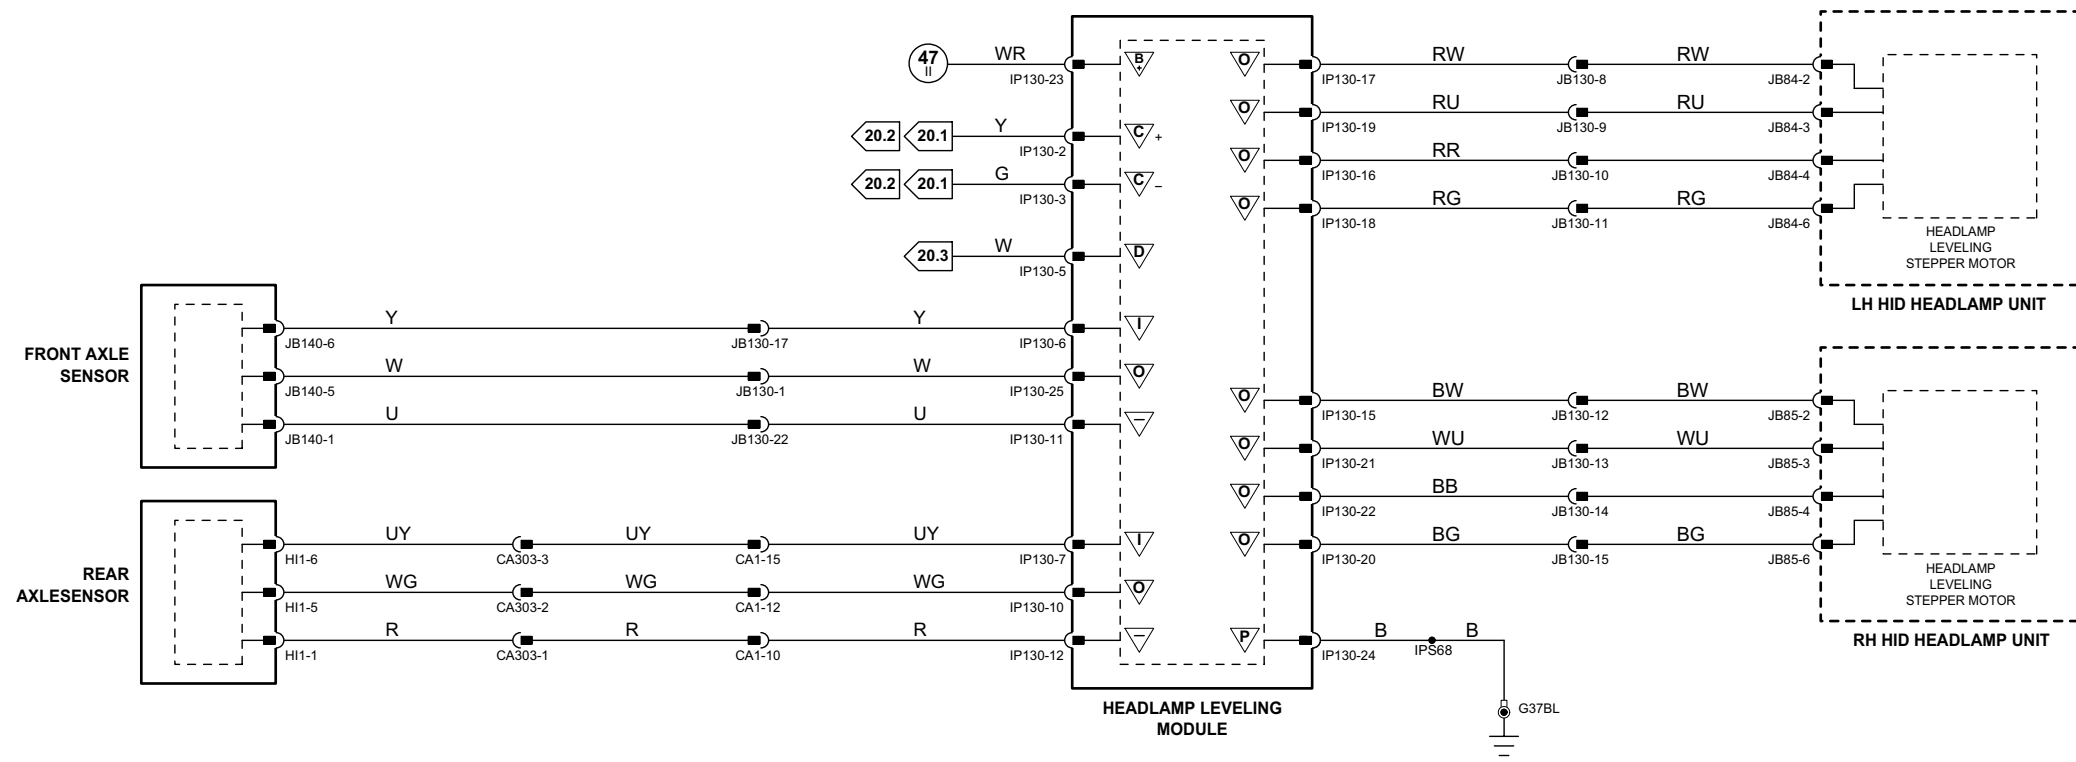 47
II
WR
IP130-23
B
+
20.2
20.1
Y
IP130-2
C
+
20.2
20.1
G
IP130-3
C
–
20.3
W
IP130-5
D
FRONT AXLE
SENSOR
JB140-6
Y
JB130-17
Y
IP130-6
I
JB140-5
W
JB130-1
W
IP130-25
O
JB140-1
U
JB130-22
U
IP130-11
–
REAR
AXLESENSOR
HI1-6
UY
CA303-3
UY
CA1-15
UY
IP130-7
I
HI1-5
WG
CA303-2
WG
CA1-12
WG
IP130-10
O
HI1-1
R
CA303-1
R
CA1-10
R
IP130-12
–
HEADLAMP LEVELING
MODULE
O
IP130-17
RW
JB130-8
RW
JB84-2
O
IP130-19
RU
JB130-9
RU
JB84-3
O
IP130-16
RR
JB130-10
JB84-4
O
IP130-18
RG
JB130-11
RG
JB84-6
HEADLAMP
LEVELING
STEPPER MOTOR
LH HID HEADLAMP UNIT
O
IP130-15
BW
JB130-12
BW
JB85-2
O
IP130-21
WU
JB130-13
WU
JB85-3
O
IP130-22
BB
JB130-14
JB85-4
O
IP130-20
BG
JB130-15
BG
JB85-6
HEADLAMP
LEVELING
STEPPER MOTOR
RH HID HEADLAMP UNIT
P
IP130-24
B
IPS68
B
G37BL